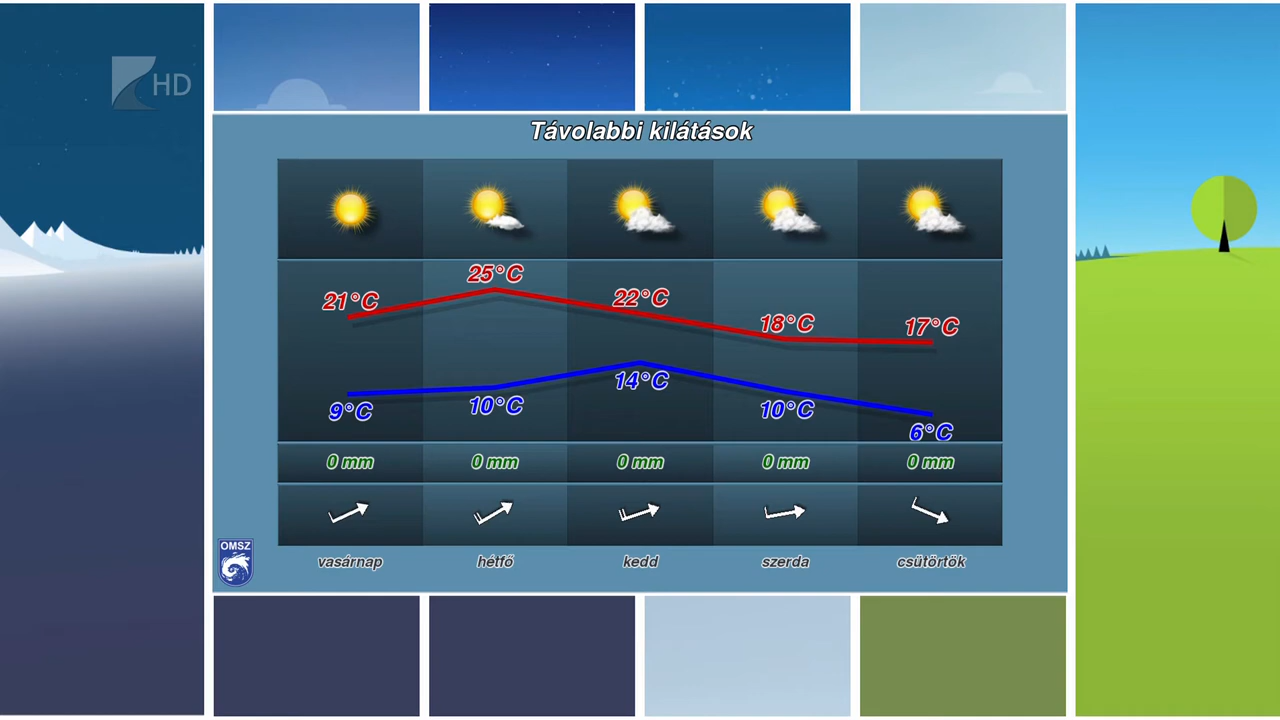 HD
Távolabbi kilátások
21°C 25°C 22°C 18°C 17°C
9°C 10°C 14°C 10°C 6°C
0 mm 0 mm 0 mm 0 mm 0 mm
OMSZ
vasárnap hétfő kedd szerda csütörtök